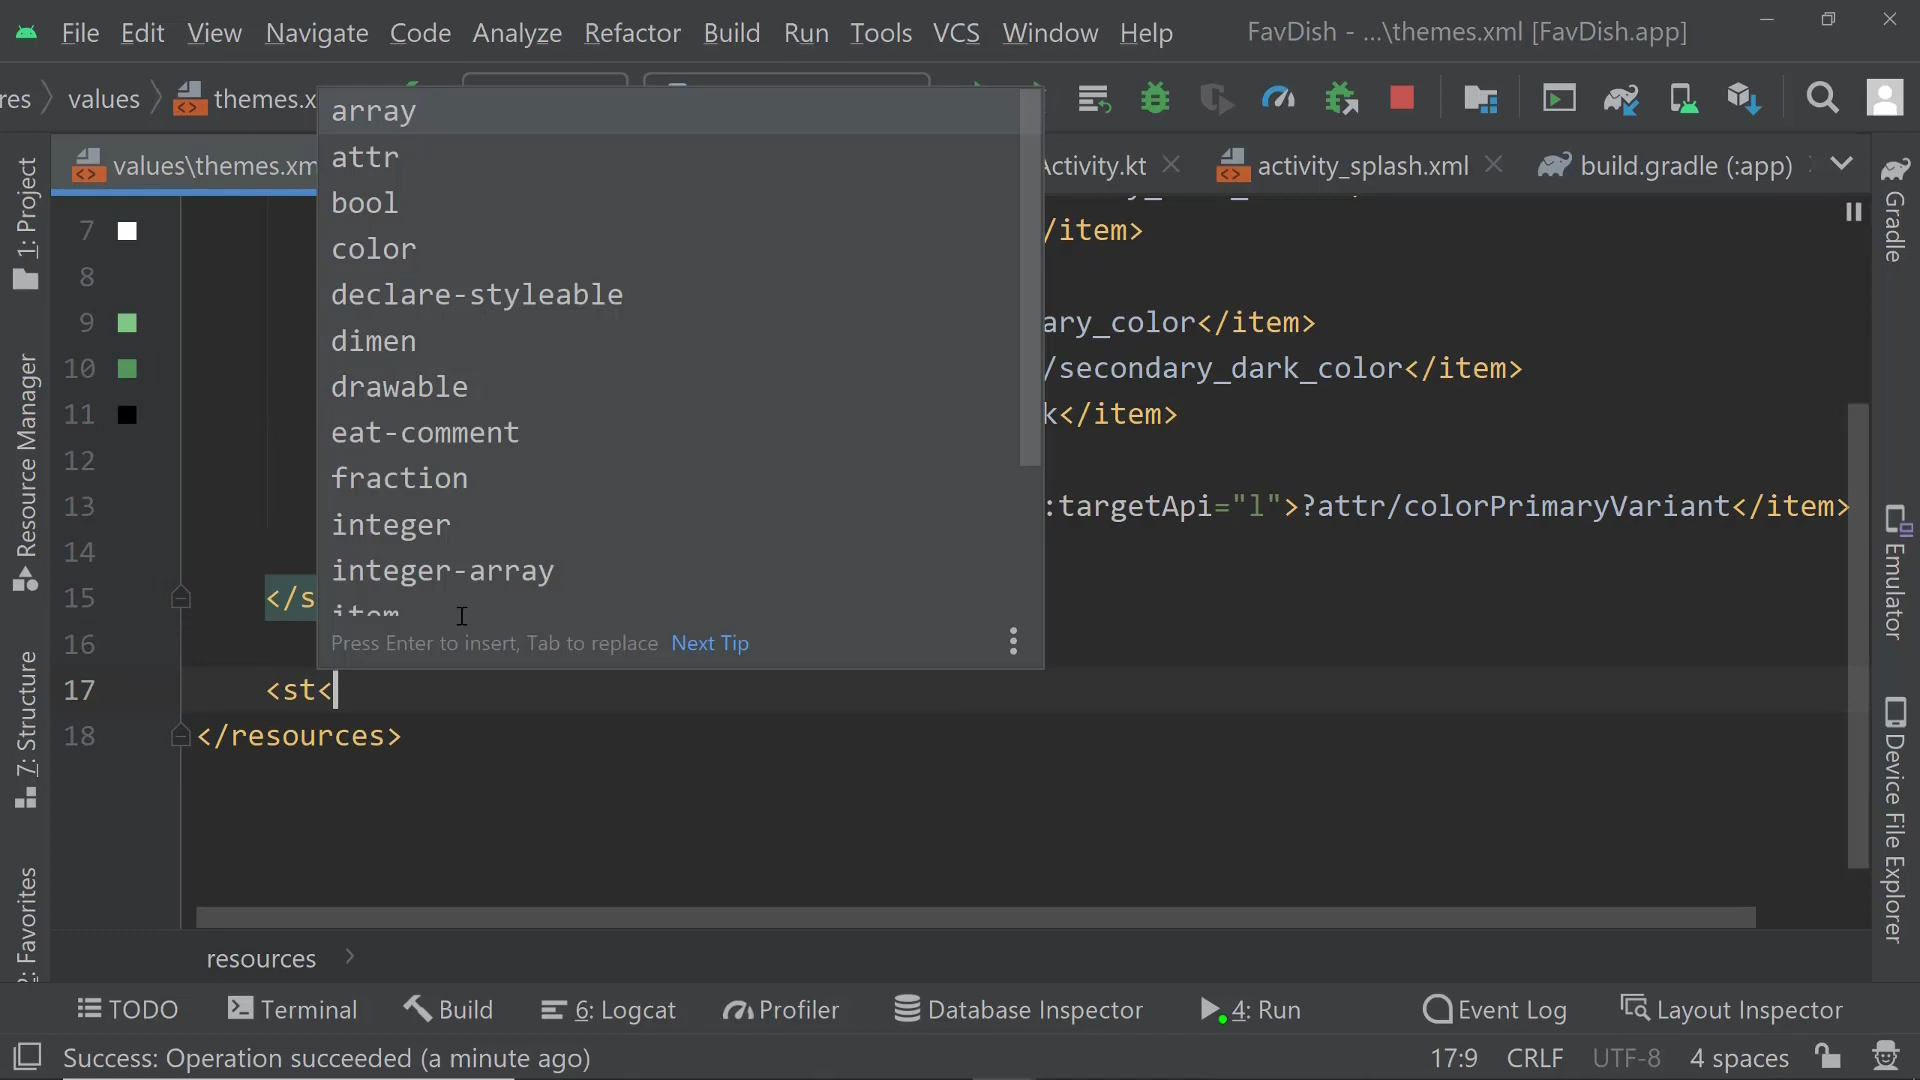 File Edit View Navigate Code Analyze Refactor Build Run Tools VCS Window Help FavDish - ...\themes.xml [FavDish.app]
res values themes.x
values\themes.xm Activity.kt activity_splash.xml build.gradle (:app)
array
attr
bool
color
declare-styleable
dimen
drawable
eat-comment
fraction
integer
integer-array
item
Press Enter to insert, Tab to replace Next Tip
7 /item>
8
9 ary_color</item>
10 /secondary_dark_color</item>
11 k</item>
12
13 :targetApi="l">?attr/colorPrimaryVariant</item>
14
15 </s
16
17 <st<
18 </resources>
1: Project
Resource Manager
7: Structure
2: Favorites
Gradle
Emulator
Device File Explorer
resources
TODO Terminal Build 6: Logcat Profiler Database Inspector 4: Run Event Log Layout Inspector
Success: Operation succeeded (a minute ago) 17:9 CRLF UTF-8 4 spaces